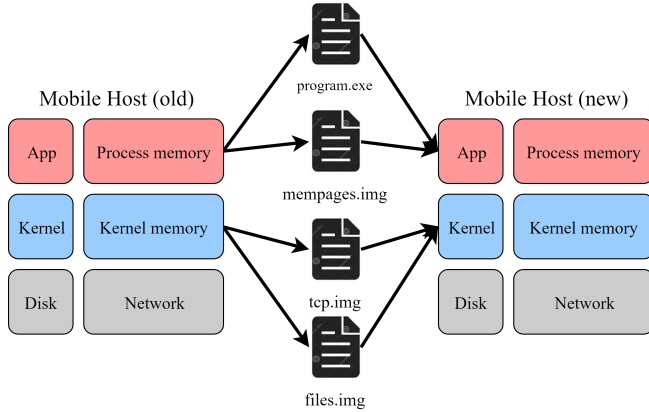 program.exe
Mobile Host (old)
Mobile Host (new)
App
Process memory
mempages.img
App
Process memory
Kernel
Kernel memory
Kernel
Kernel memory
tcp.img
Disk
Network
Disk
Network
files.img